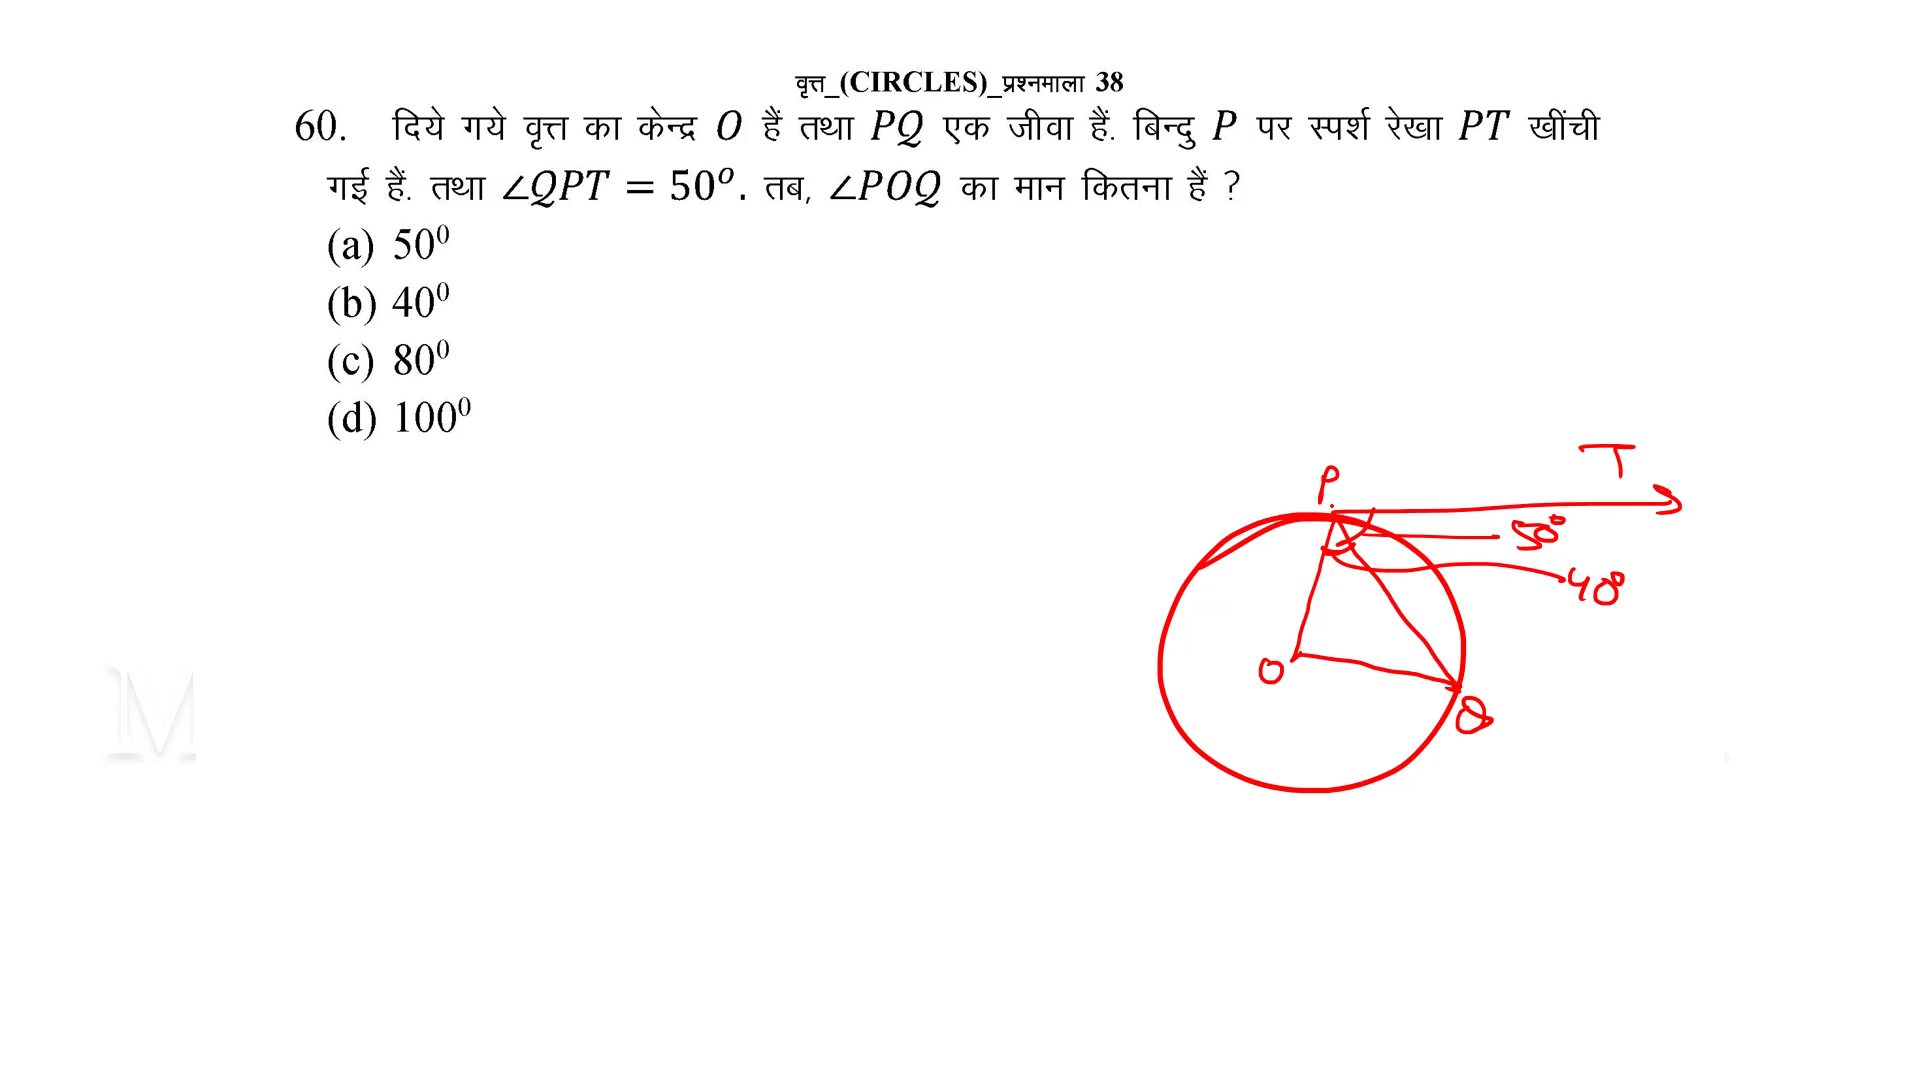 वृत्त_(CIRCLES)_प्रश्नमाला 38
60. दिये गये वृत्त का केन्द्र O हैं तथा PQ एक जीवा हैं. बिन्दु P पर स्पर्श रेखा PT खींची
गई हैं. तथा ∠QPT = 50°. तब, ∠POQ का मान कितना हैं ?
(a) 50⁰
(b) 40⁰
(c) 80⁰
(d) 100⁰
T
P
50°
40°
O
Q
M